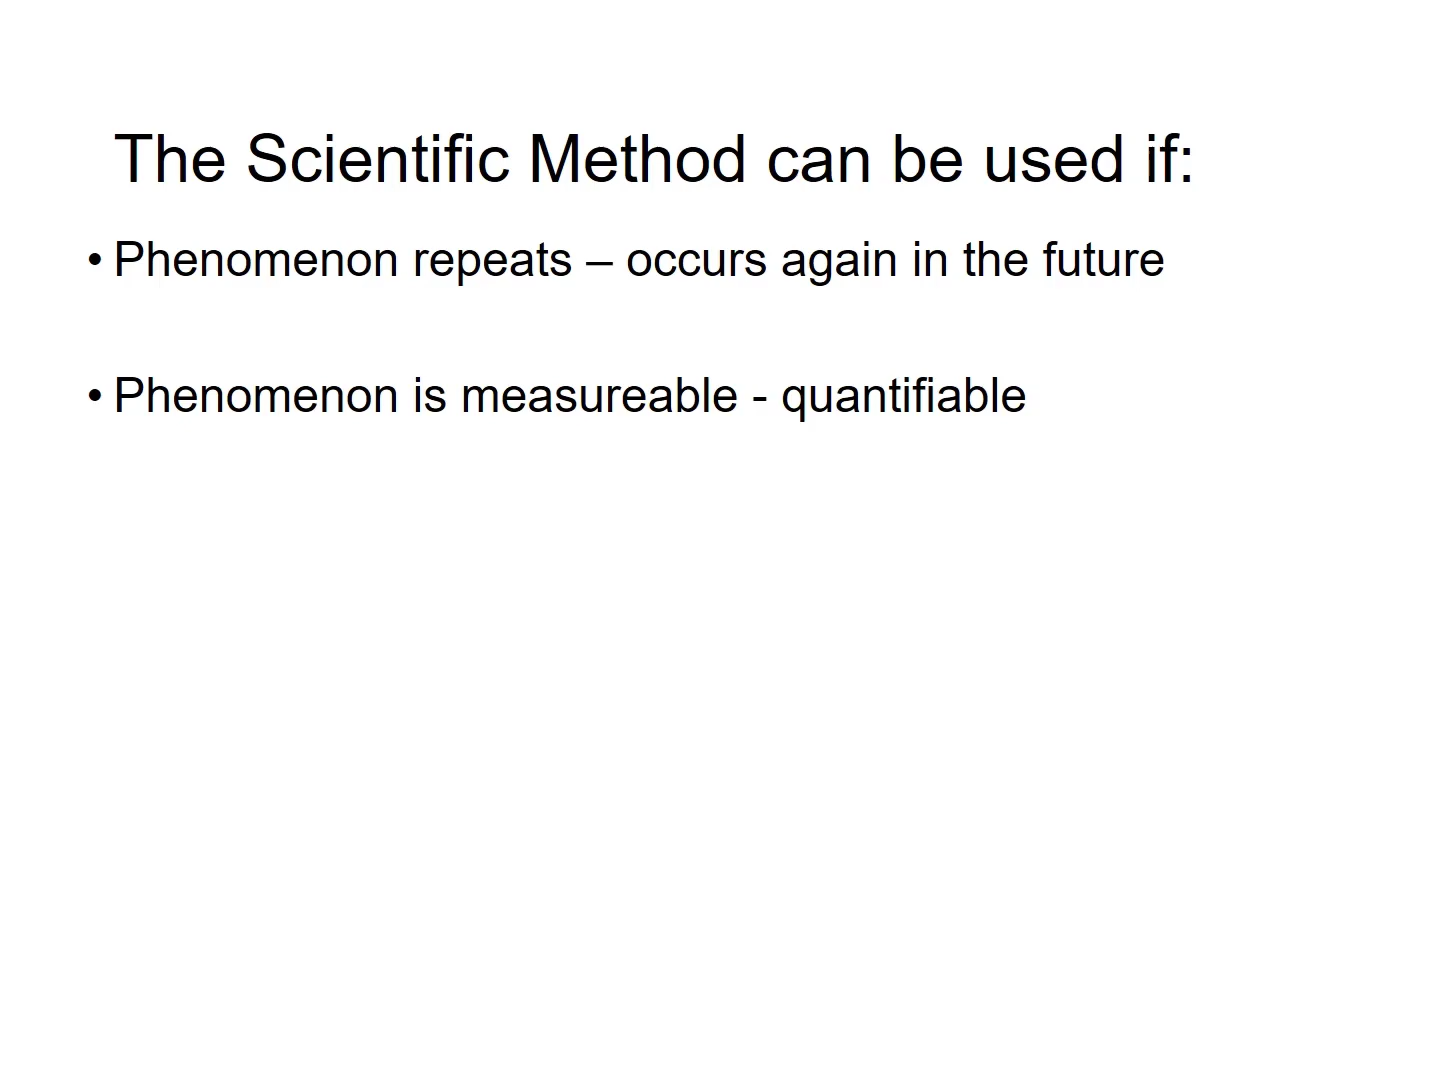 The Scientific Method can be used if:
• Phenomenon repeats – occurs again in the future
• Phenomenon is measureable - quantifiable